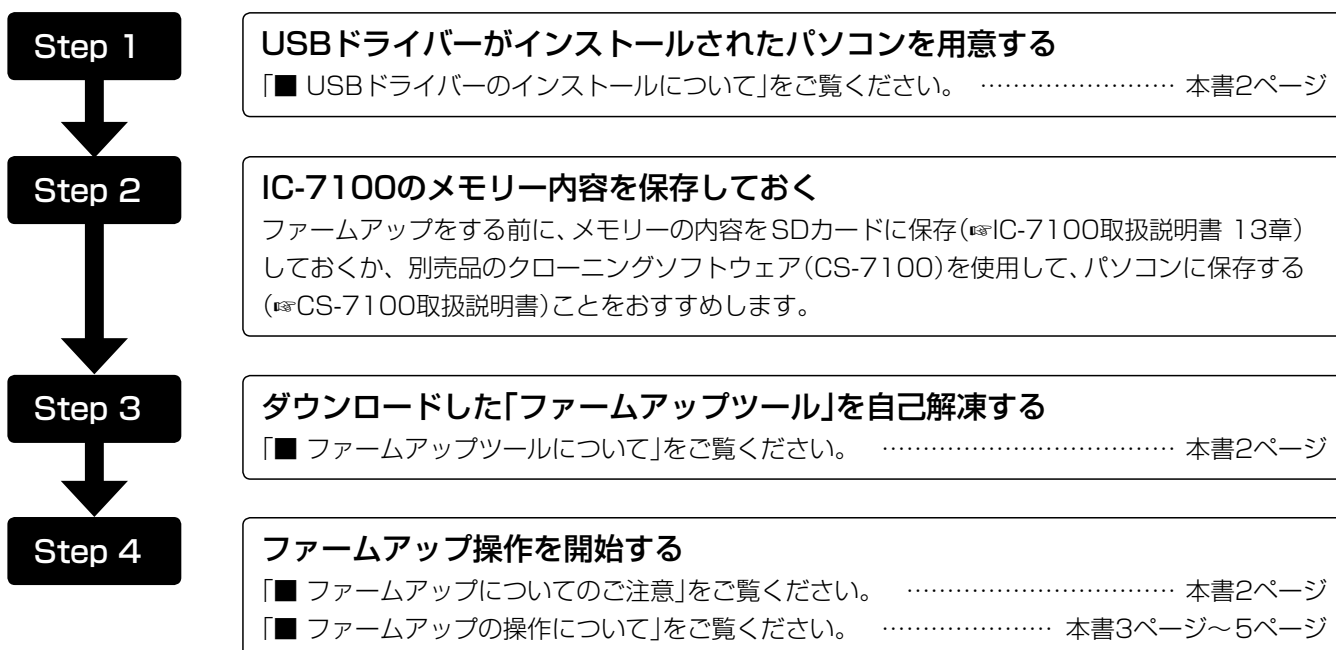 Step 1
USBドライバーがインストールされたパソコンを用意する
「■ USBドライバーのインストールについて」をご覧ください。 …………………… 本書2ページ
Step 2
IC-7100のメモリー内容を保存しておく
ファームアップをする前に、メモリーの内容をSDカードに保存(☞IC-7100取扱説明書 13章)
しておくか、別売品のクローニングソフトウェア(CS-7100)を使用して、パソコンに保存する
(☞CS-7100取扱説明書)ことをおすすめします。
Step 3
ダウンロードした「ファームアップツール」を自己解凍する
「■ ファームアップツールについて」をご覧ください。 ……………………………… 本書2ページ
Step 4
ファームアップ操作を開始する
「■ ファームアップについてのご注意」をご覧ください。 …………………………… 本書2ページ
「■ ファームアップの操作について」をご覧ください。 ………………… 本書3ページ～5ページ